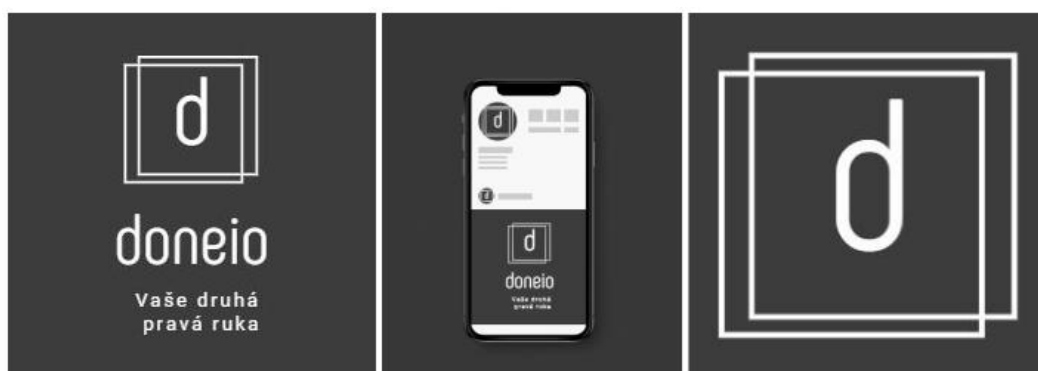 d
doneio
Vaše druhá
pravá ruka
d
d
d
doneio
Vaše druhá
pravá ruka
d